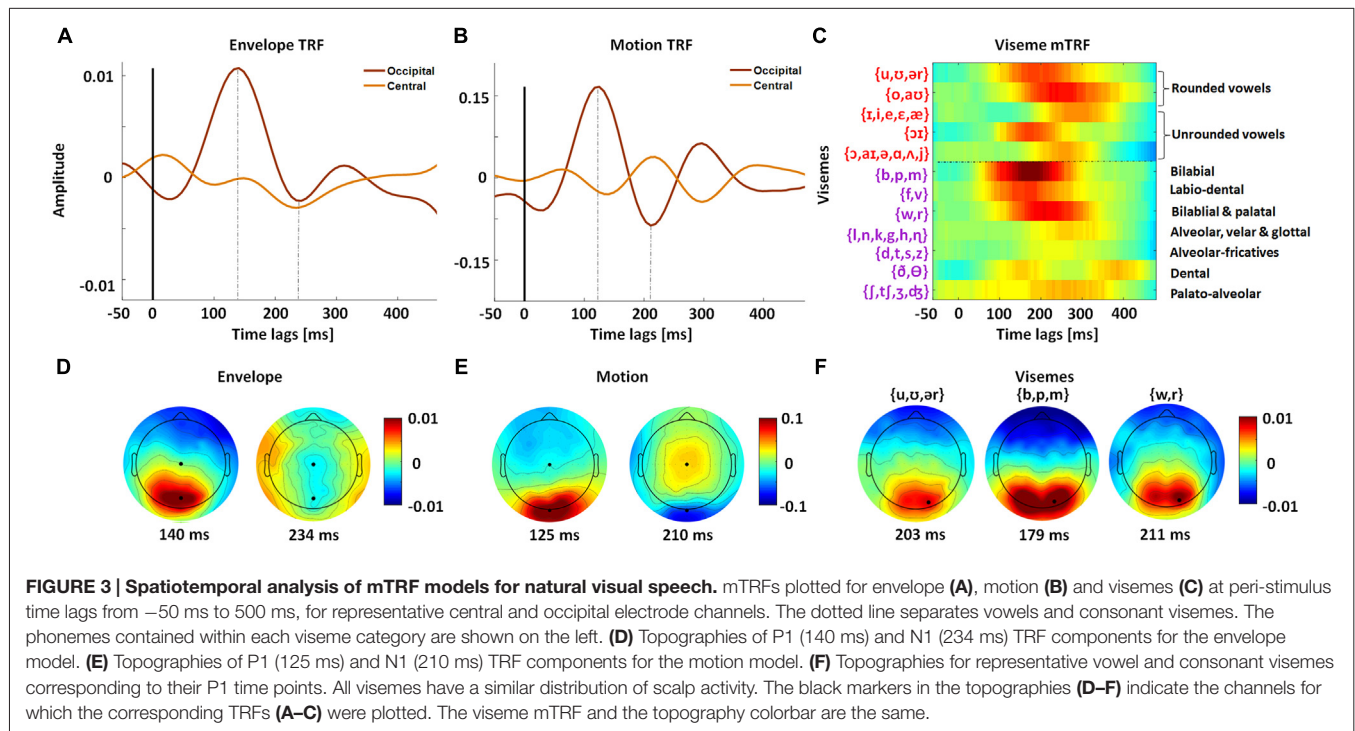 A
Envelope TRF
Occipital
Central
0.01
0
-0.01
Amplitude
-50 0 100 200 300 400
Time lags [ms]
B
Motion TRF
Occipital
Central
0.15
0
-0.15
-50 0 100 200 300 400
Time lags [ms]
C
Viseme mTRF
Visemes
{u,ʊ,ər}
{o,aʊ}
{ɪ,i,e,ɛ,æ}
{ɔɪ}
{ɔ,aɪ,ə,ɑ,ʌ,j}
{b,p,m}
{f,v}
{w,r}
{l,n,k,g,h,η}
{d,t,s,z}
{ð,Ɵ}
{ʃ,tʃ,ʒ,ʤ}
Rounded vowels
Unrounded vowels
Bilabial
Labio-dental
Bilablial & palatal
Alveolar, velar & glottal
Alveolar-fricatives
Dental
Palato-alveolar
-50 0 100 200 300 400
Time lags [ms]
D
Envelope
0.01
0
-0.01
140 ms 234 ms
E
Motion
0.1
0
-0.1
125 ms 210 ms
F
Visemes
{u,ʊ,ər} {b,p,m} {w,r}
0.01
0
-0.01
203 ms 179 ms 211 ms
FIGURE 3 | Spatiotemporal analysis of mTRF models for natural visual speech. mTRFs plotted for envelope (A), motion (B) and visemes (C) at peri-stimulus
time lags from −50 ms to 500 ms, for representative central and occipital electrode channels. The dotted line separates vowels and consonant visemes. The
phonemes contained within each viseme category are shown on the left. (D) Topographies of P1 (140 ms) and N1 (234 ms) TRF components for the envelope
model. (E) Topographies of P1 (125 ms) and N1 (210 ms) TRF components for the motion model. (F) Topographies for representative vowel and consonant visemes
corresponding to their P1 time points. All visemes have a similar distribution of scalp activity. The black markers in the topographies (D–F) indicate the channels for
which the corresponding TRFs (A–C) were plotted. The viseme mTRF and the topography colorbar are the same.